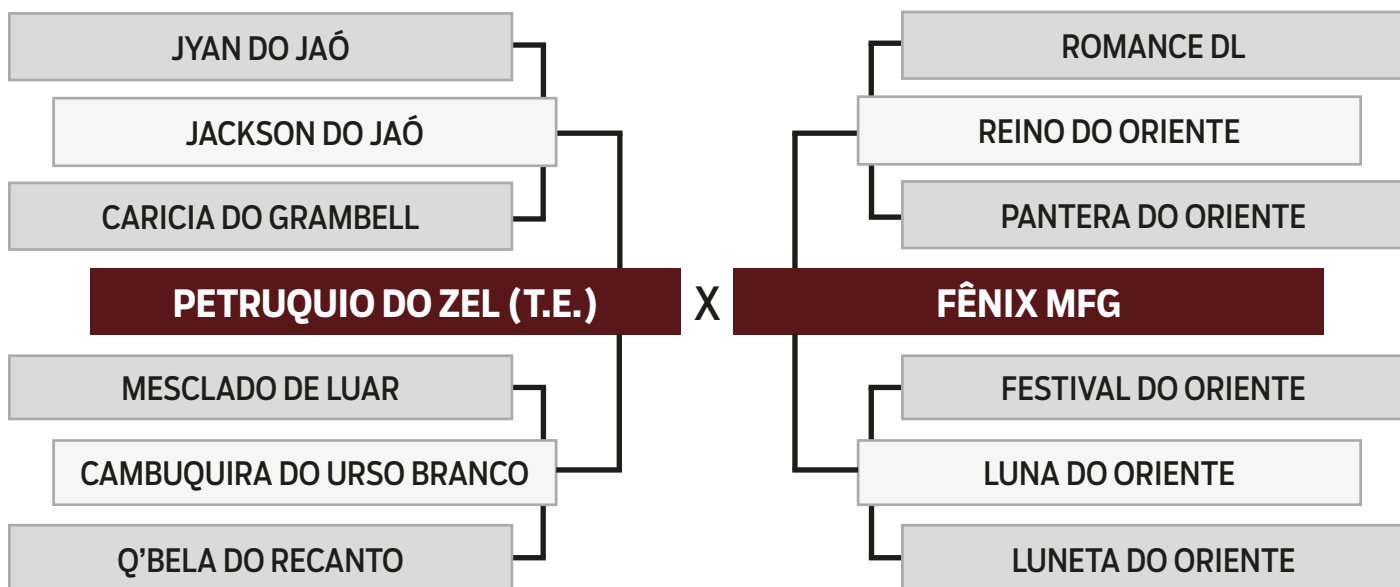 JYAN DO JAÓ
JACKSON DO JAÓ
CARICIA DO GRAMBELL
PETRUQUIO DO ZEL (T.E.)
MESCLADO DE LUAR
CAMBUQUIRA DO URSO BRANCO
Q'BELA DO RECANTO
X
ROMANCE DL
REINO DO ORIENTE
PANTERA DO ORIENTE
FÊNIX MFG
FESTIVAL DO ORIENTE
LUNA DO ORIENTE
LUNETA DO ORIENTE